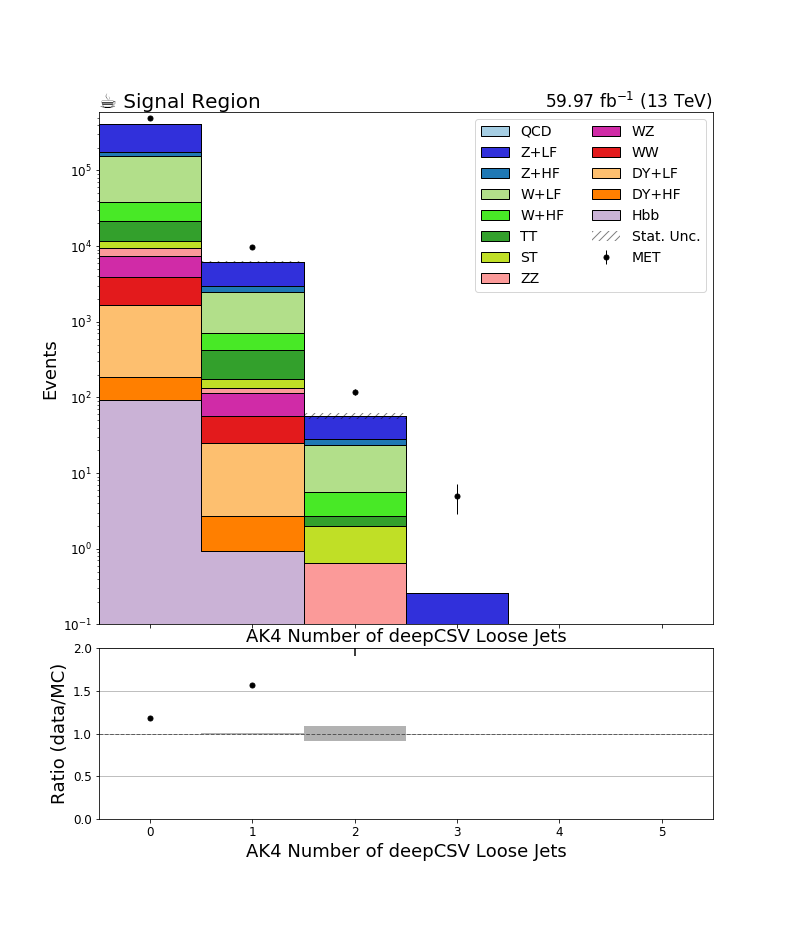 ☕ Signal Region 59.97 fb⁻¹ (13 TeV)
QCD WZ
Z+LF WW
Z+HF DY+LF
W+LF DY+HF
W+HF Hbb
TT Stat. Unc.
ST MET
ZZ
Events
10⁵
10⁴
10³
10²
10¹
10⁰
10⁻¹
AK4 Number of deepCSV Loose Jets
Ratio (data/MC)
2.0
1.5
1.0
0.5
0.0
0 1 2 3 4 5
AK4 Number of deepCSV Loose Jets